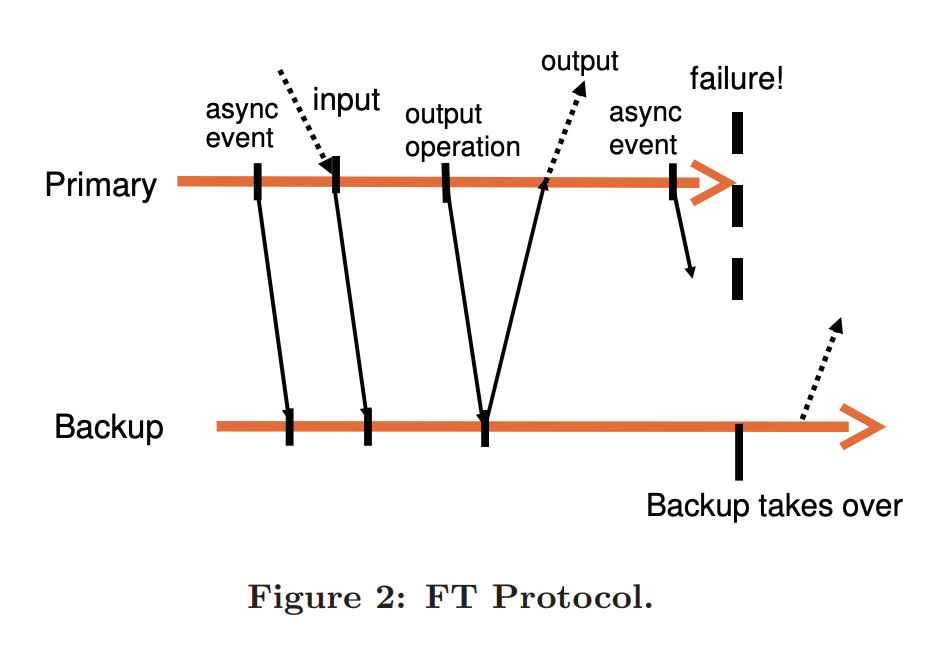 output
failure!
async
event
input
output
operation
async
event
Primary
Backup
Backup takes over
Figure 2: FT Protocol.